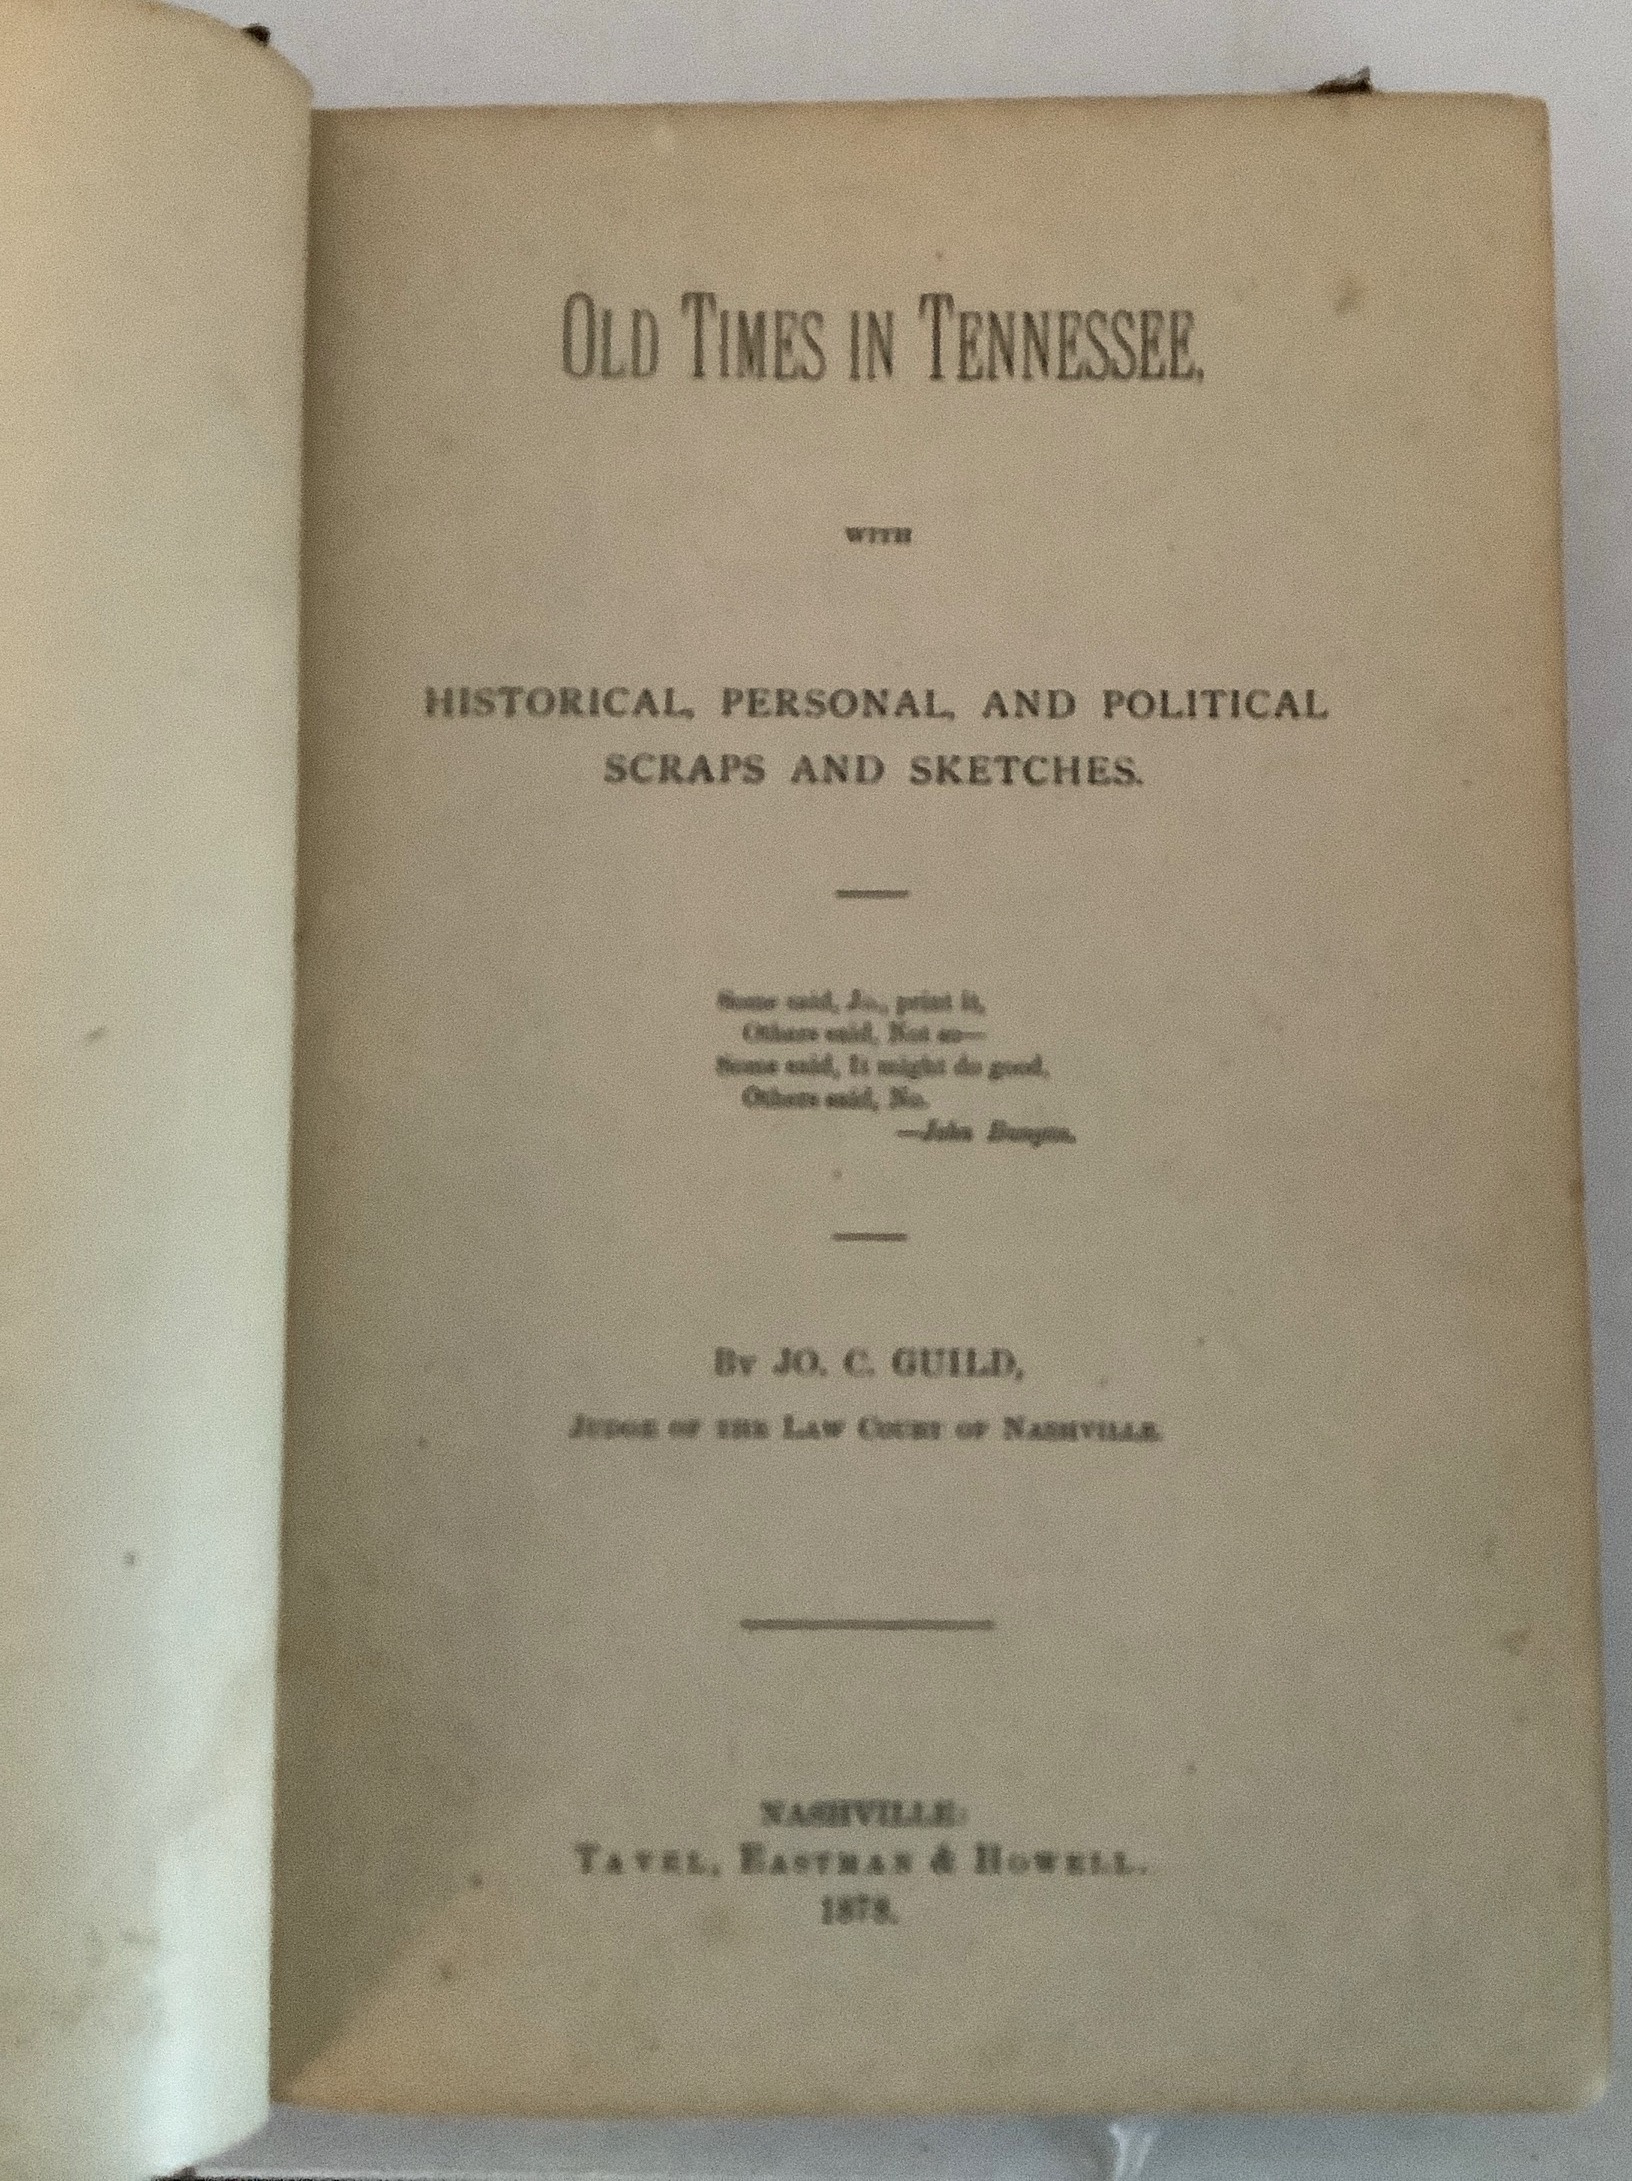 OLD TIMES IN TENNESSEE,
WITH
HISTORICAL, PERSONAL, AND POLITICAL
SCRAPS AND SKETCHES.
Some said, Jo., print it,
Others said, Not so—
Some said, It might do good,
Others said, No.
—John Bunyan.
BY JO. C. GUILD,
JUDGE OF THE LAW COURT OF NASHVILLE.
NASHVILLE:
TAVEL, EASTMAN & HOWELL.
1878.